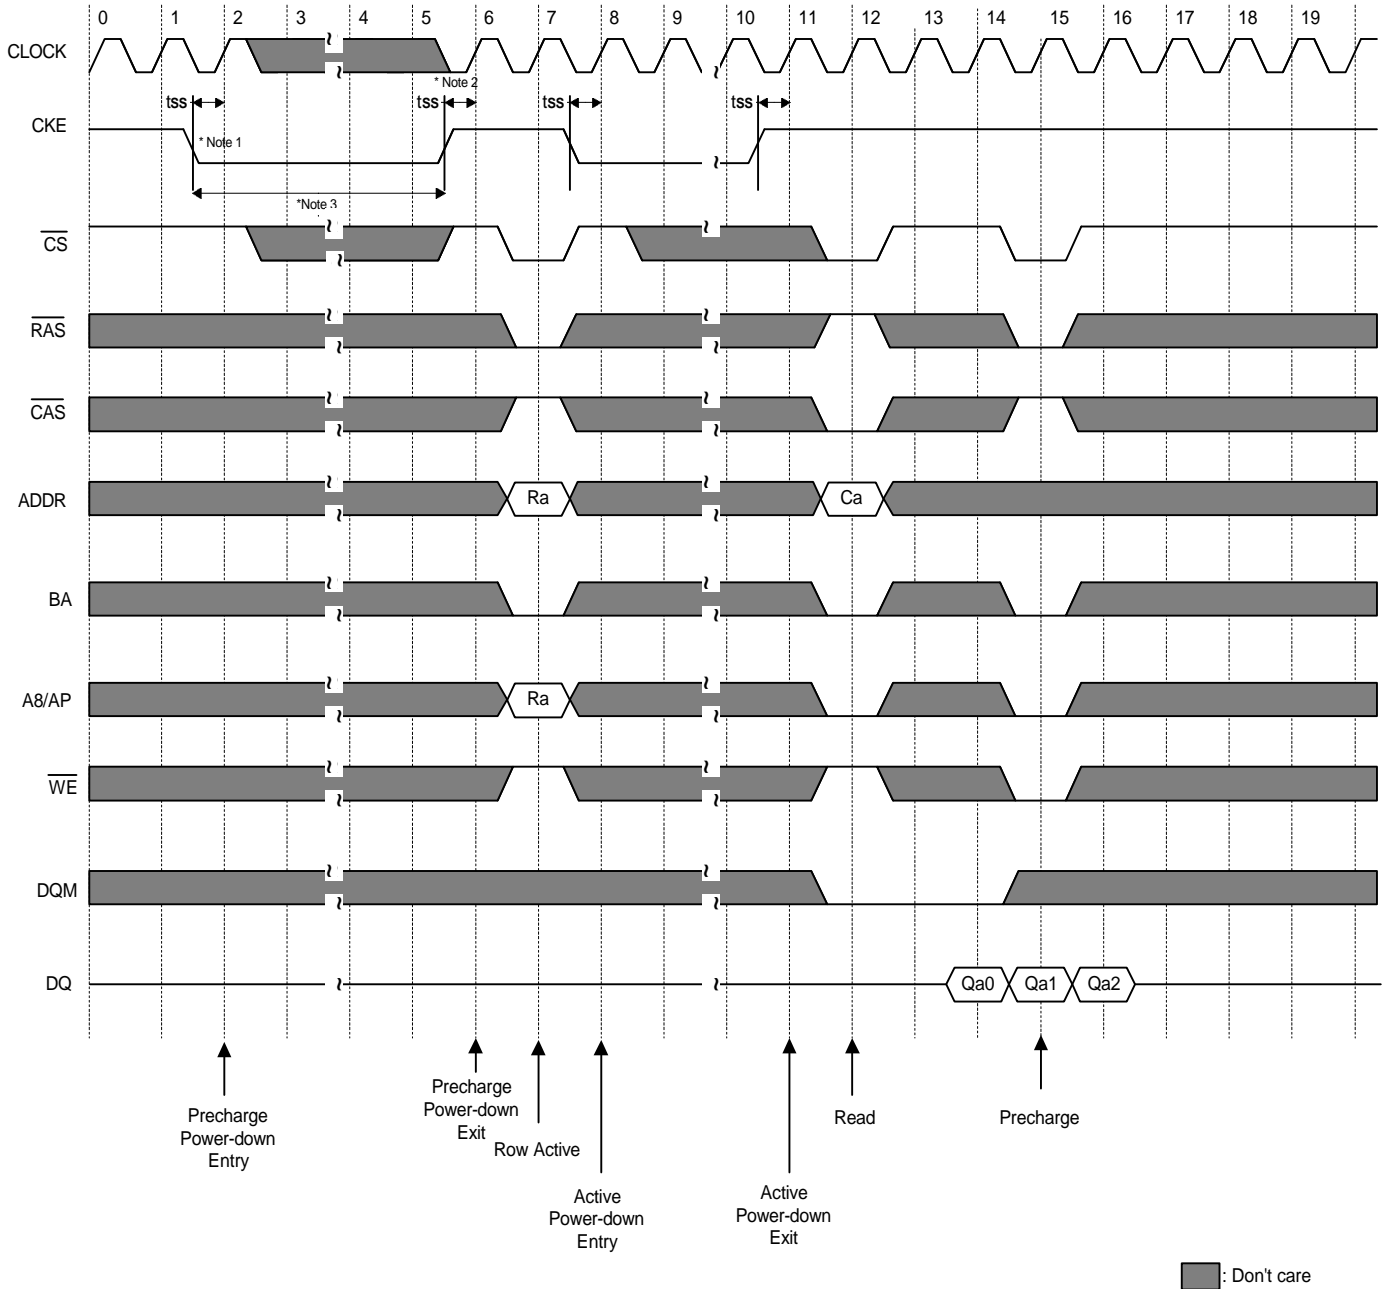 0 1 2 3 4 5 6 7 8 9 10 11 12 13 14 15 16 17 18 19
CLOCK
* Note 2
tss tss tss tss
CKE
* Note 1
*Note 3
CS
RAS
CAS
ADDR Ra Ca
BA
A8/AP Ra
WE
DQM
DQ Qa0 Qa1 Qa2
Precharge
Power-down
Entry
Precharge
Power-down
Exit
Row Active
Active
Power-down
Entry
Active
Power-down
Exit
Read
Precharge
: Don't care